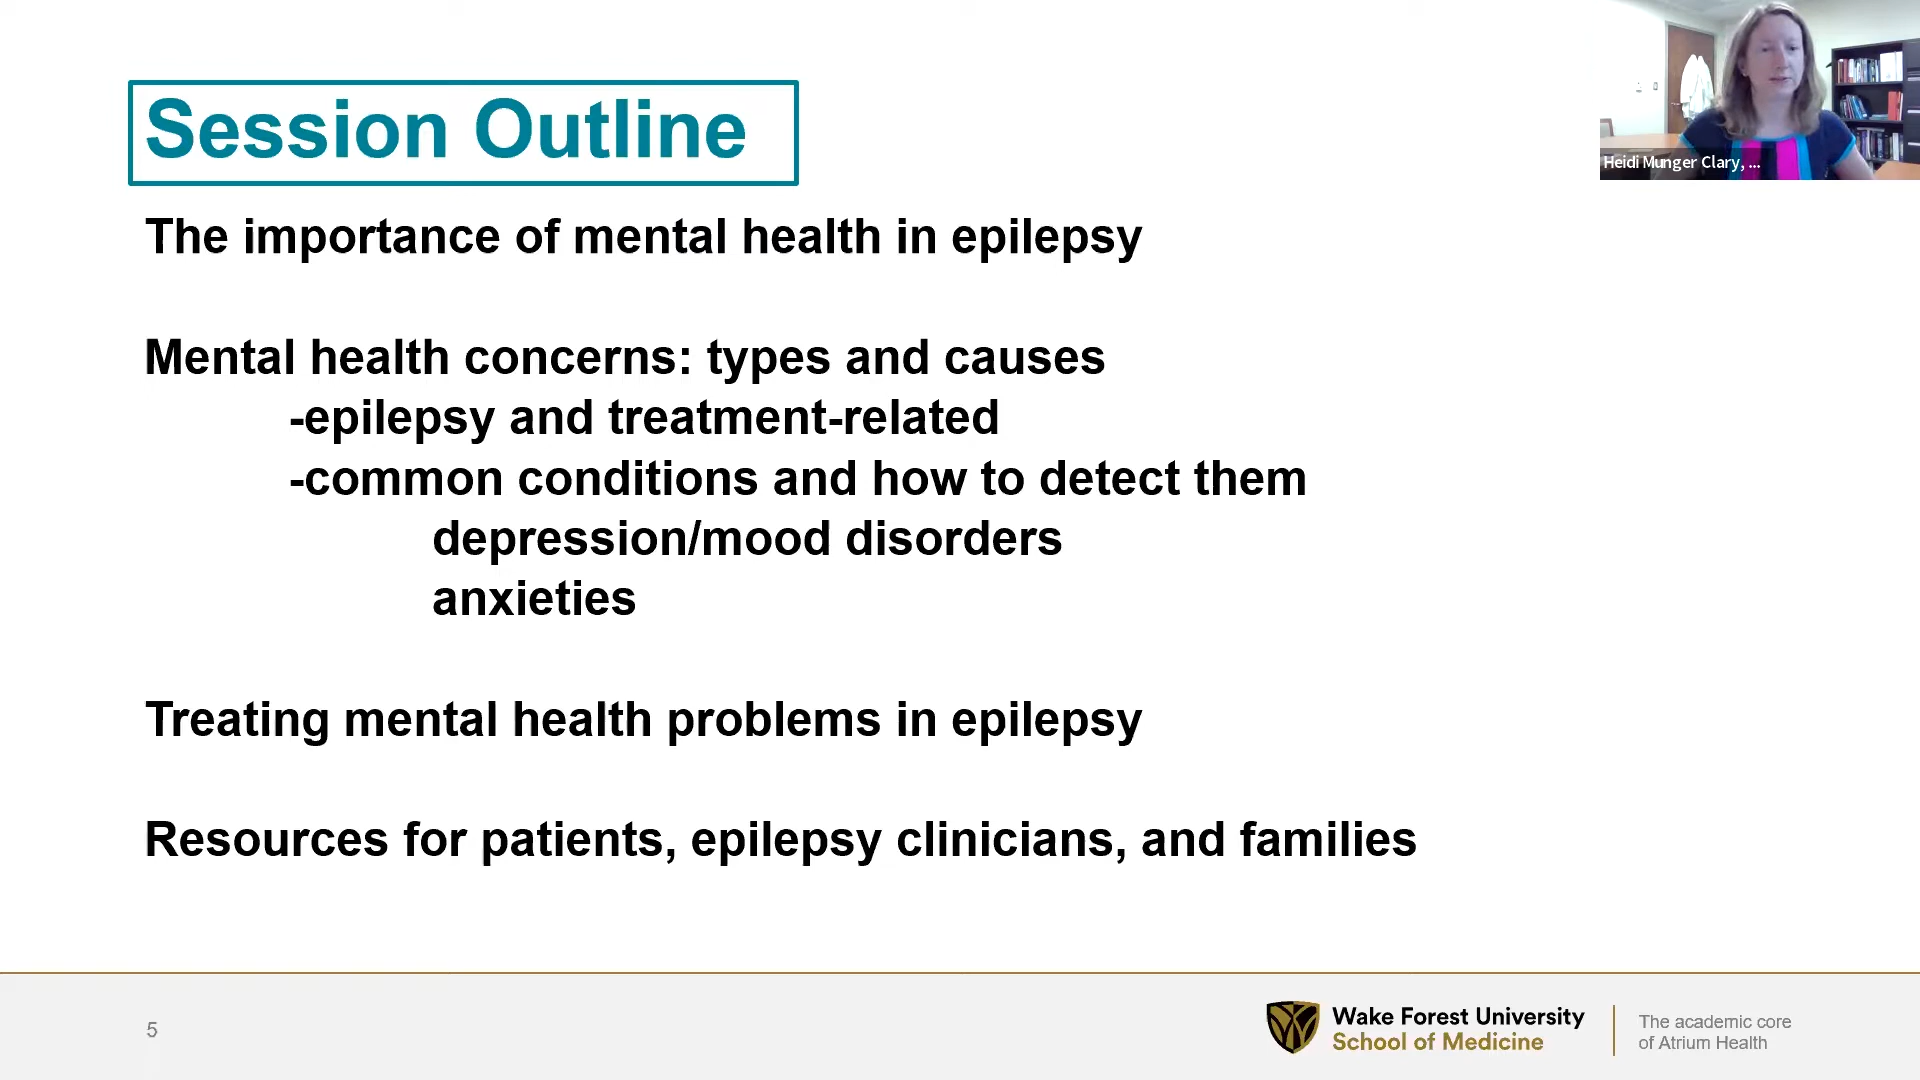 Session Outline
Heidi Munger Clary, ...
The importance of mental health in epilepsy
Mental health concerns: types and causes
-epilepsy and treatment-related
-common conditions and how to detect them
depression/mood disorders
anxieties
Treating mental health problems in epilepsy
Resources for patients, epilepsy clinicians, and families
5
Wake Forest University
School of Medicine
The academic core
of Atrium Health